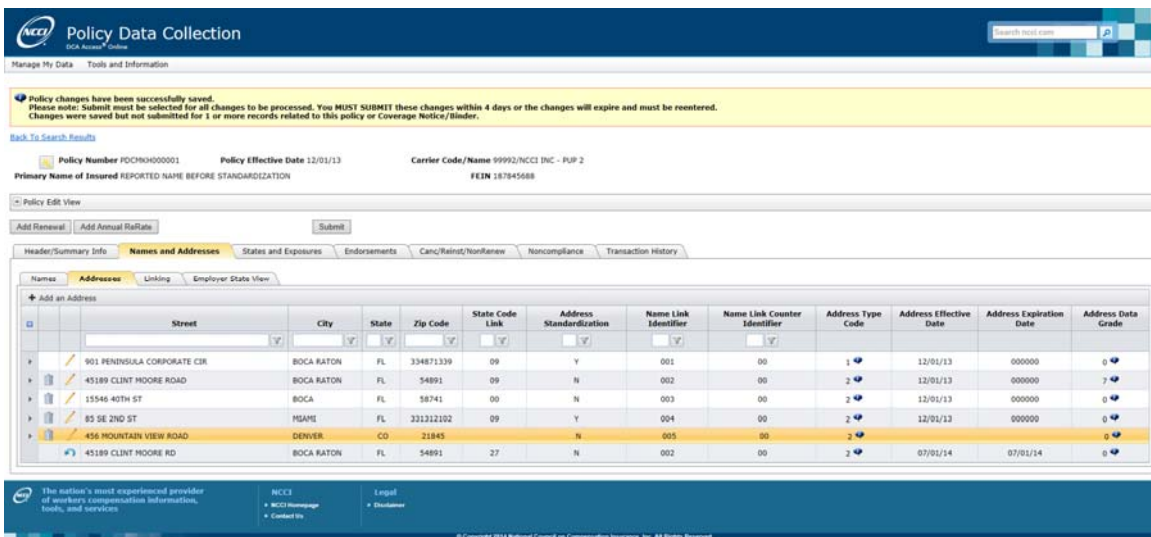 NCCI
Policy Data Collection
DCA Access® Online
Search ncci.com
Manage My Data Tools and Information
Policy changes have been successfully saved.
Please note: Submit must be selected for all changes to be processed. You MUST SUBMIT these changes within 4 days or the changes will expire and must be reentered.
Changes were saved but not submitted for 1 or more records related to this policy or Coverage Notice/Binder.
Back To Search Results
Policy Number PDCMKH000001 Policy Effective Date 12/01/13 Carrier Code/Name 99992/NCCI INC - PUP 2
Primary Name of Insured REPORTED NAME BEFORE STANDARDIZATION FEIN 187845688
Policy Edit View
Add Renewal Add Annual ReRate Submit
Header/Summary Info Names and Addresses States and Exposures Endorsements Canc/Reinst/NonRenew Noncompliance Transaction History
Names Addresses Linking Employer State View
+ Add an Address
Street City State Zip Code State Code Link Address Standardization Name Link Identifier Name Link Counter Identifier Address Type Code Address Effective Date Address Expiration Date Address Data Grade
901 PENINSULA CORPORATE CIR BOCA RATON FL 334871339 09 Y 001 00 1 12/01/13 000000 0
45189 CLINT MOORE ROAD BOCA RATON FL 54891 09 N 002 00 2 12/01/13 000000 7
15546 40TH ST BOCA FL 58741 00 N 003 00 2 12/01/13 000000 0
85 SE 2ND ST MIAMI FL 331312102 09 Y 004 00 2 12/01/13 000000 0
456 MOUNTAIN VIEW ROAD DENVER CO 21845 N 005 00 2 0
45189 CLINT MOORE RD BOCA RATON FL 54891 27 N 002 00 2 07/01/14 07/01/14 0
The nation's most experienced provider
of workers compensation information,
tools, and services
NCCI
NCCI Homepage
Contact Us
Legal
Disclaimer
© Copyright 2014 National Council on Compensation Insurance, Inc. All Rights Reserved.